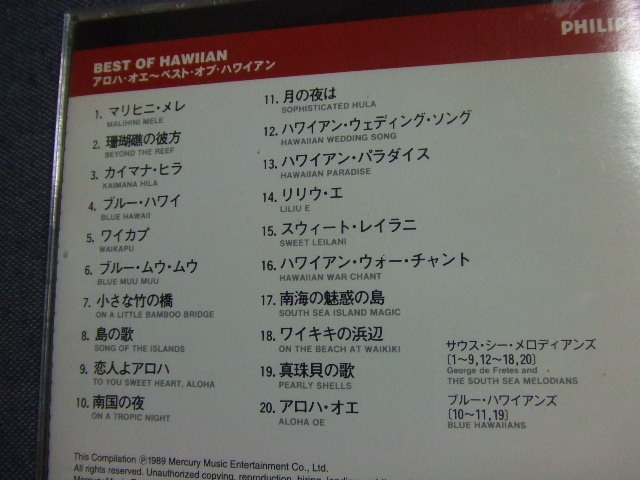 PHILIP
BEST OF HAWIIAN
アロハ・オエ〜ベスト・オブ・ハワイアン
1. マリヒニ・メレ
MALIHINI MELE
2. 珊瑚礁の彼方
BEYOND THE REEF
3. カイマナ・ヒラ
KAIMANA HILA
4. ブルー・ハワイ
BLUE HAWAII
5. ワイカプ
WAIKAPU
6. ブルー・ムウ・ムウ
BLUE MUU MUU
7. 小さな竹の橋
ON A LITTLE BAMBOO BRIDGE
8. 島の歌
SONG OF THE ISLANDS
9. 恋人よアロハ
TO YOU SWEET HEART, ALOHA
10. 南国の夜
ON A TROPIC NIGHT
11. 月の夜は
SOPHISTICATED HULA
12. ハワイアン・ウェディング・ソング
HAWAIIAN WEDDING SONG
13. ハワイアン・パラダイス
HAWAIIAN PARADISE
14. リリウ・エ
LILIU E
15. スウィート・レイラニ
SWEET LEILANI
16. ハワイアン・ウォー・チャント
HAWAIIAN WAR CHANT
17. 南海の魅惑の島
SOUTH SEA ISLAND MAGIC
18. ワイキキの浜辺
ON THE BEACH AT WAIKIKI
19. 真珠貝の歌
PEARLY SHELLS
20. アロハ・オエ
ALOHA OE
サウス・シー・メロディアンズ
〔1〜9,12〜18,20〕
George de Fretes and
THE SOUTH SEA MELODIANS
ブルー・ハワイアンズ
〔10〜11,19〕
BLUE HAWAIIANS
This Compilation Ⓟ1989 Mercury Music Entertainment Co., Ltd.
All rights reserved. Unauthorized copying, reproduction, hiring,